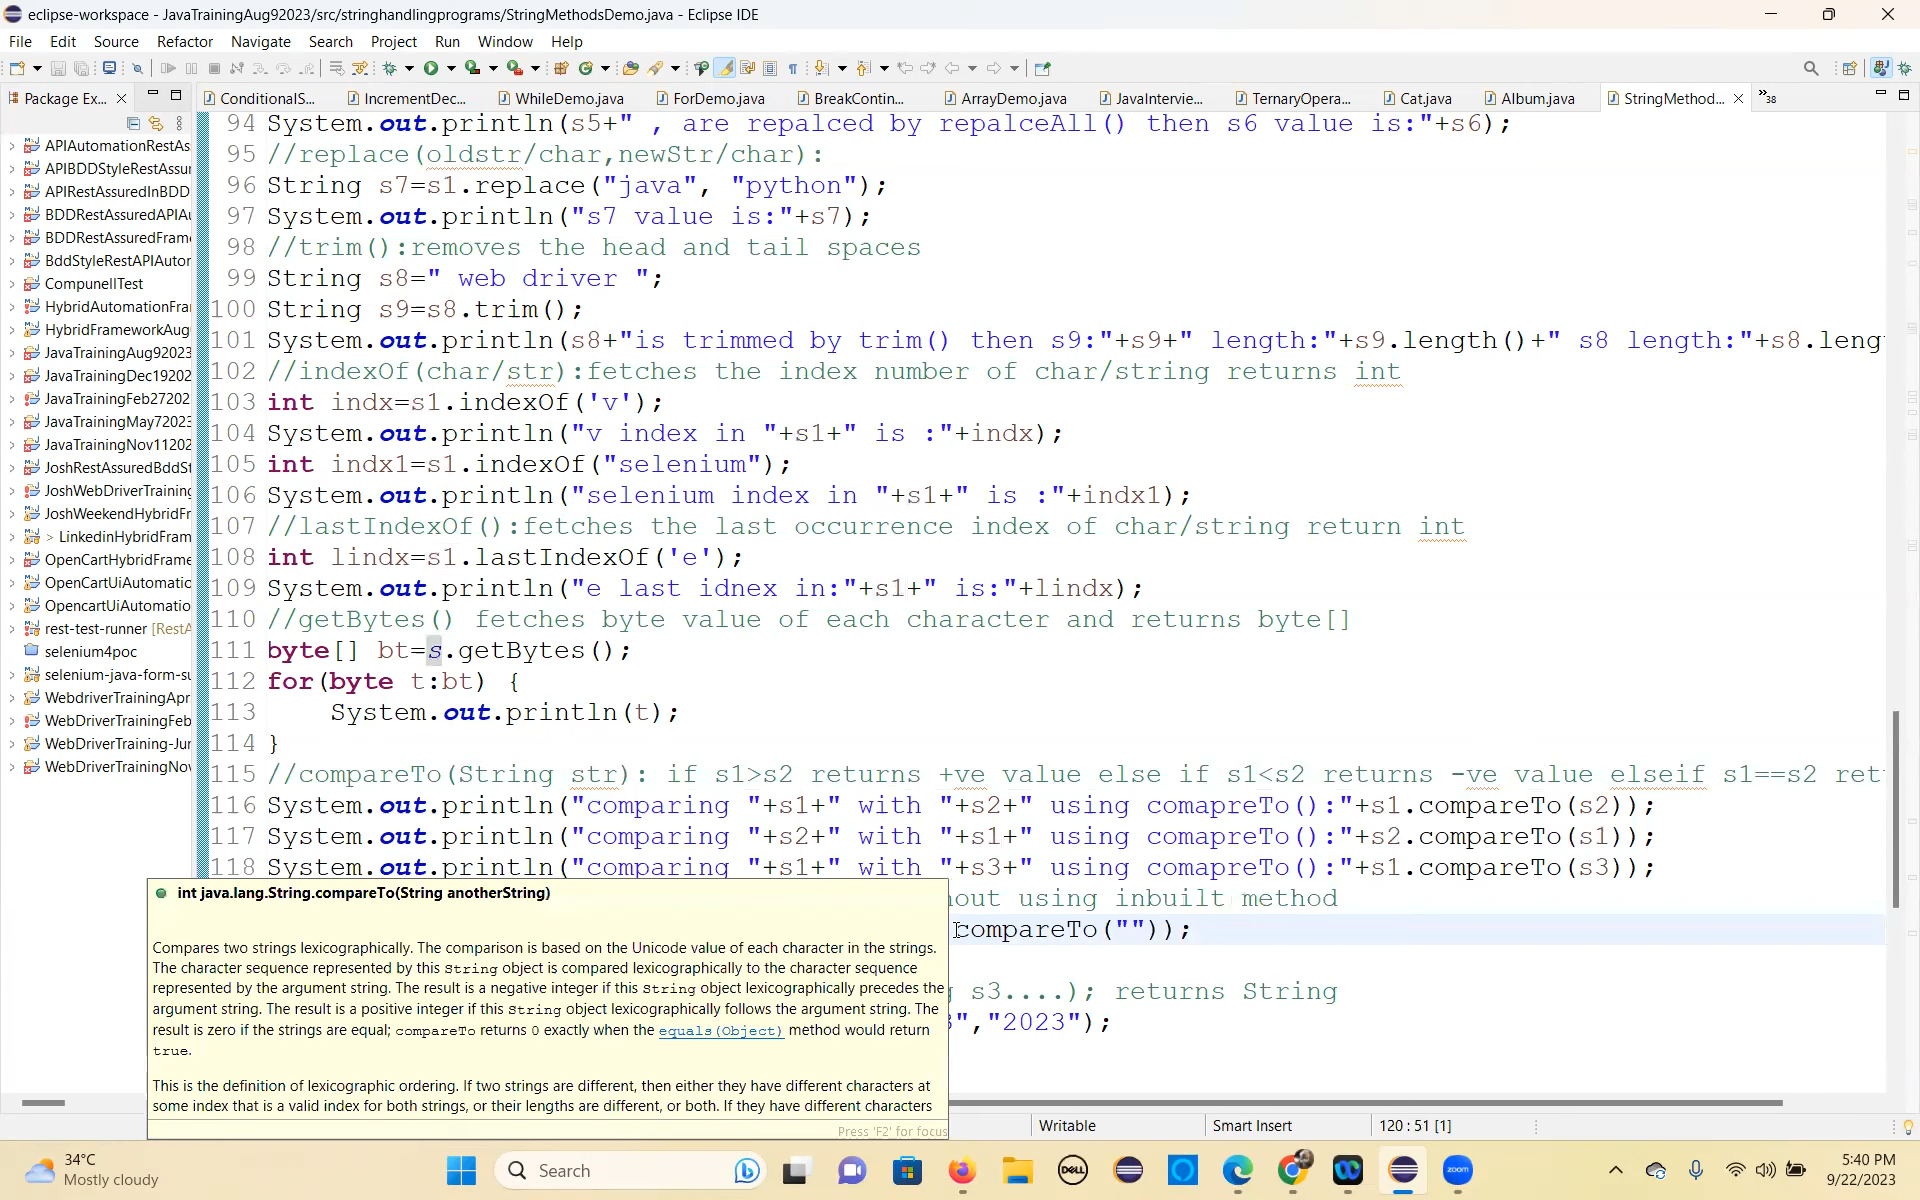 eclipse-workspace - JavaTrainingAug92023/src/stringhandlingprograms/StringMethodsDemo.java - Eclipse IDE
File Edit Source Refactor Navigate Search Project Run Window Help
Package Ex... ConditionalS... IncrementDec... WhileDemo.java ForDemo.java BreakContin... ArrayDemo.java JavaIntervie... TernaryOpera... Cat.java Album.java StringMethod... »38
APIAutomationRestAs
APIBDDStyleRestAssur
APIRestAssuredInBDD
BDDRestAssuredAPIAu
BDDRestAssuredFrame
BddStyleRestAPIAutor
CompunellTest
HybridAutomationFra
HybridFrameworkAug
JavaTrainingAug92023
JavaTrainingDec19202
JavaTrainingFeb27202
JavaTrainingMay72023
JavaTrainingNov11202
JoshRestAssuredBddSt
JoshWebDriverTraining
JoshWeekendHybridFr
> LinkedinHybridFram
OpenCartHybridFrame
OpenCartUiAutomatic
OpencartUiAutomatio
rest-test-runner [RestA
selenium4poc
selenium-java-form-su
WebdriverTrainingApr
WebDriverTrainingFeb
WebDriverTraining-Jur
WebDriverTrainingNov
94 System.out.println(s5+" , are repalced by repalceAll() then s6 value is:"+s6);
95 //replace(oldstr/char,newStr/char):
96 String s7=s1.replace("java", "python");
97 System.out.println("s7 value is:"+s7);
98 //trim():removes the head and tail spaces
99 String s8=" web driver ";
100 String s9=s8.trim();
101 System.out.println(s8+"is trimmed by trim() then s9:"+s9+" length:"+s9.length()+" s8 length:"+s8.leng
102 //indexOf(char/str):fetches the index number of char/string returns int
103 int indx=s1.indexOf('v');
104 System.out.println("v index in "+s1+" is :"+indx);
105 int indx1=s1.indexOf("selenium");
106 System.out.println("selenium index in "+s1+" is :"+indx1);
107 //lastIndexOf():fetches the last occurrence index of char/string return int
108 int lindx=s1.lastIndexOf('e');
109 System.out.println("e last idnex in:"+s1+" is:"+lindx);
110 //getBytes() fetches byte value of each character and returns byte[]
111 byte[] bt=s.getBytes();
112 for(byte t:bt) {
113 System.out.println(t);
114 }
115 //compareTo(String str): if s1>s2 returns +ve value else if s1<s2 returns -ve value elseif s1==s2 ret
116 System.out.println("comparing "+s1+" with "+s2+" using comapreTo():"+s1.compareTo(s2));
117 System.out.println("comparing "+s2+" with "+s1+" using comapreTo():"+s2.compareTo(s1));
118 System.out.println("comparing "+s1+" with "+s3+" using comapreTo():"+s1.compareTo(s3));
out using inbuilt method
compareTo(""));
s3....); returns String
","2023");
int java.lang.String.compareTo(String anotherString)
Compares two strings lexicographically. The comparison is based on the Unicode value of each character in the strings.
The character sequence represented by this String object is compared lexicographically to the character sequence
represented by the argument string. The result is a negative integer if this String object lexicographically precedes the
argument string. The result is a positive integer if this String object lexicographically follows the argument string. The
result is zero if the strings are equal; compareTo returns 0 exactly when the equals(Object) method would return
true.
This is the definition of lexicographic ordering. If two strings are different, then either they have different characters at
some index that is a valid index for both strings, or their lengths are different, or both. If they have different characters
Press 'F2' for focus
Writable Smart Insert 120 : 51 [1]
34°C
Mostly cloudy
Search
DELL
zoom
5:40 PM
9/22/2023